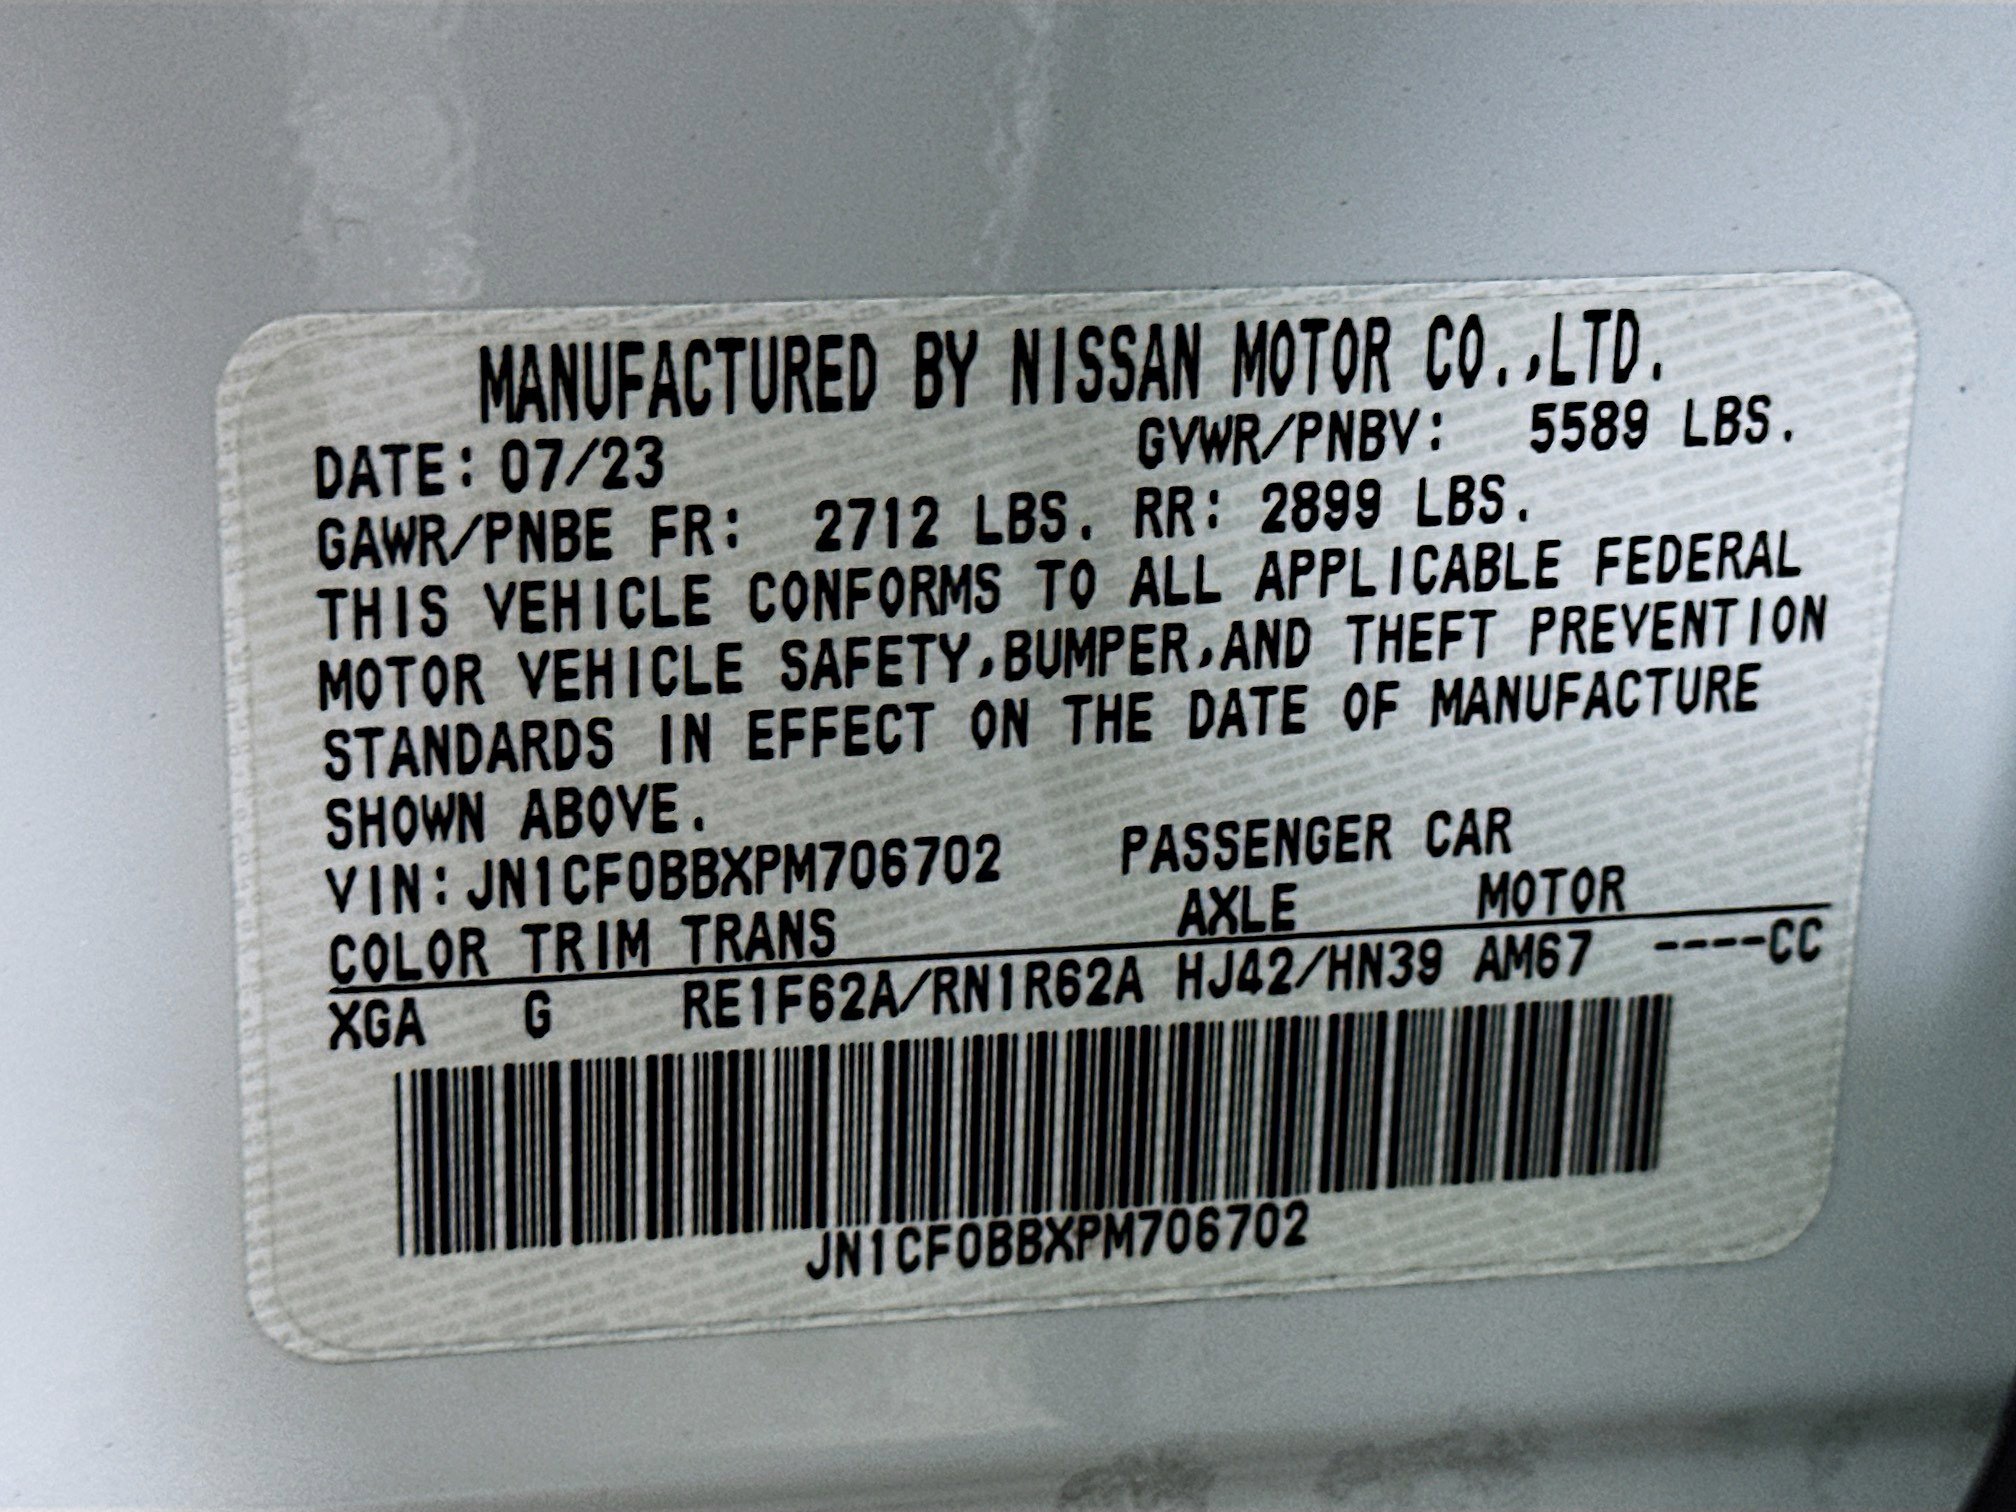 MANUFACTURED BY NISSAN MOTOR CO.,LTD.
DATE: 07/23 GVWR/PNBV: 5589 LBS.
GAWR/PNBE FR: 2712 LBS. RR: 2899 LBS.
THIS VEHICLE CONFORMS TO ALL APPLICABLE FEDERAL
MOTOR VEHICLE SAFETY,BUMPER,AND THEFT PREVENTION
STANDARDS IN EFFECT ON THE DATE OF MANUFACTURE
SHOWN ABOVE.
VIN:JN1CF0BBXPM706702 PASSENGER CAR
COLOR TRIM TRANS AXLE MOTOR
XGA G RE1F62A/RN1R62A HJ42/HN39 AM67 ----CC
JN1CF0BBXPM706702